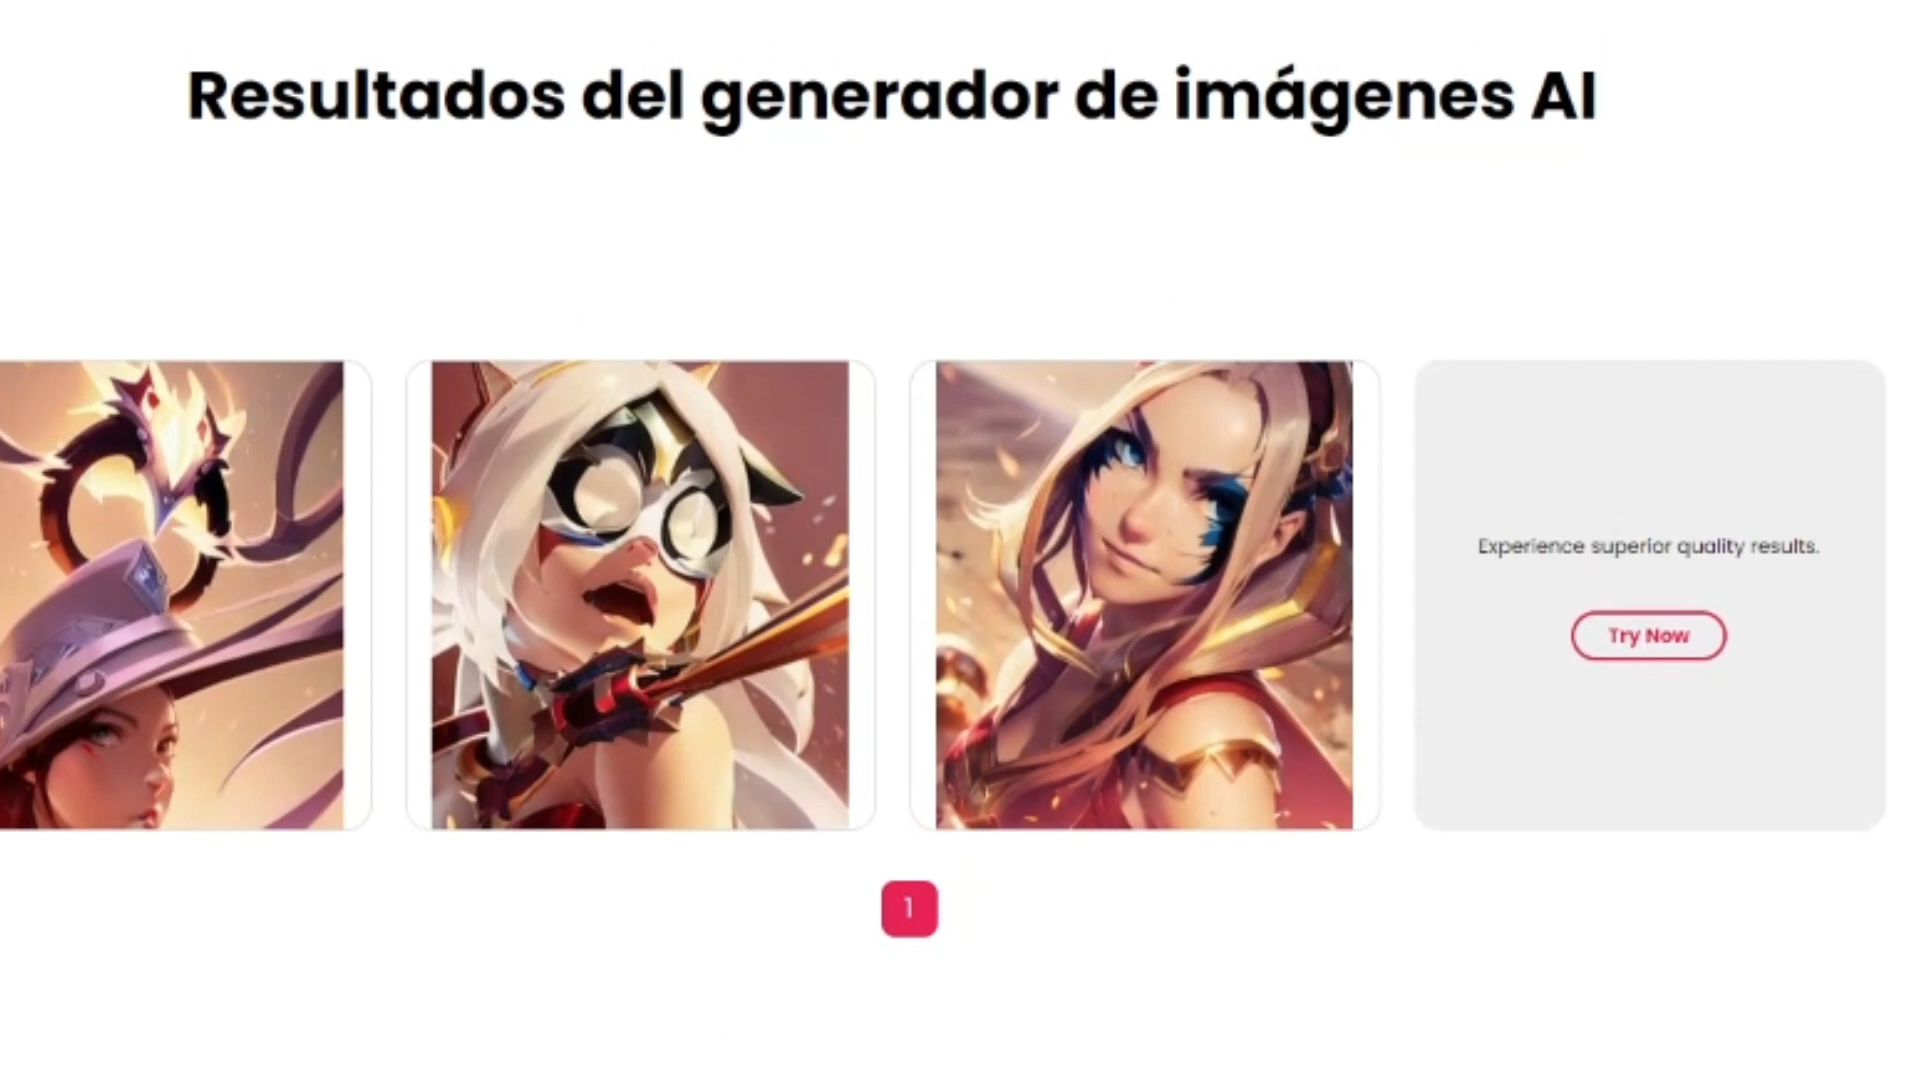 Resultados del generador de imágenes AI
Experience superior quality results.
Try Now
1